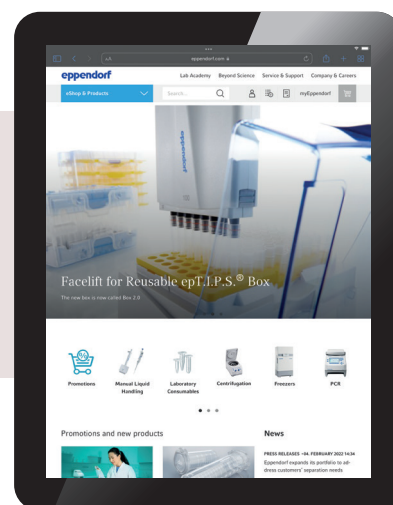 eppendorf.com
eppendorf
Lab Academy Beyond Science Service & Support Company & Careers
eShop & Products
Search...
myEppendorf
eppendorf
Facelift for Reusable epT.I.P.S.® Box
The new box is now called Box 2.0
Promotions
Manual Liquid
Handling
Laboratory
Consumables
Centrifugation
Freezers
PCR
Promotions and new products
News
PRESS RELEASES •04. FEBRUARY 2022 14:34
Eppendorf expands its portfolio to ad-
dress customers' separation needs